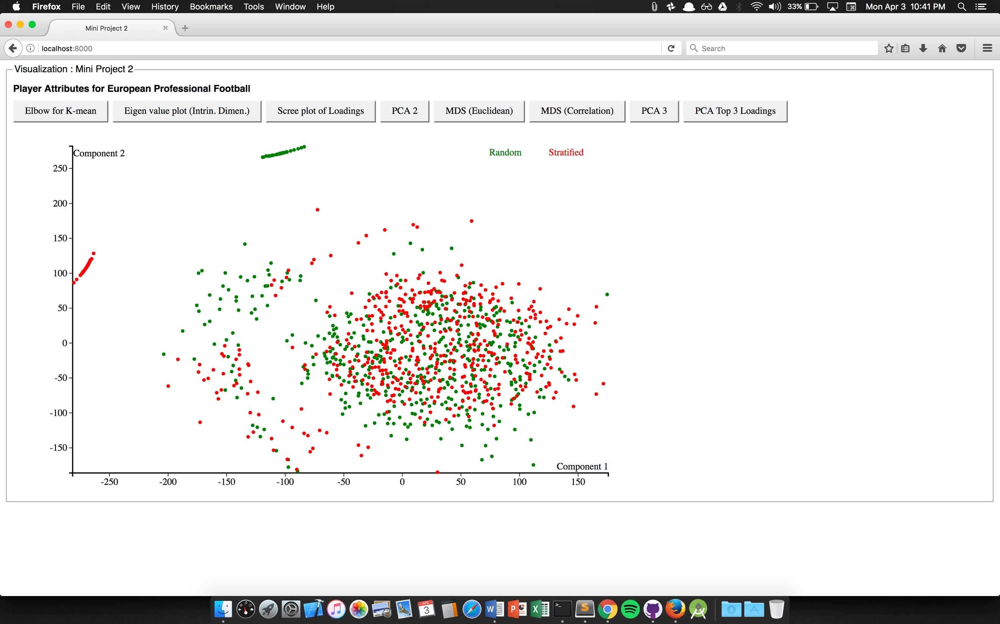 Firefox File Edit View History Bookmarks Tools Window Help 33% Mon Apr 3 10:41 PM
Mini Project 2
localhost:8000 Search
Visualization : Mini Project 2
Player Attributes for European Professional Football
Elbow for K-mean Eigen value plot (Intrin. Dimen.) Scree plot of Loadings PCA 2 MDS (Euclidean) MDS (Correlation) PCA 3 PCA Top 3 Loadings
Component 2 Random Stratified
250
200
150
100
50
0
-50
-100
-150
Component 1
-250 -200 -150 -100 -50 0 50 100 150
APR
3
W P X >_ S